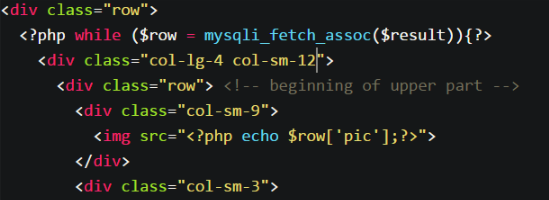 <div class="row">
<?php while ($row = mysqli_fetch_assoc($result)){?>
<div class="col-lg-4 col-sm-12">
<div class="row"> <!-- beginning of upper part -->
<div class="col-sm-9">
<img src="<?php echo $row['pic'];?>">
</div>
<div class="col-sm-3">